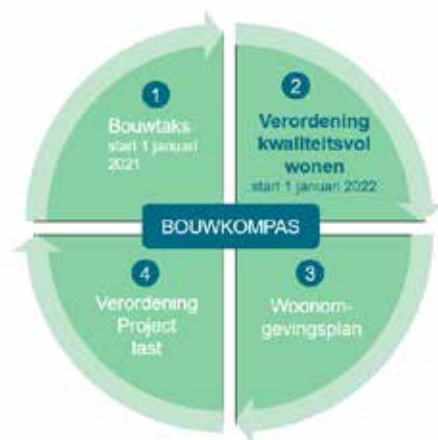 1
Bouwtaks
start 1 januari
2021
2
Verordening
kwaliteitsvol
wonen
start 1 januari 2022
BOUWKOMPAS
4
Verordening
Project
last
3
Woonom-
gevingsplan